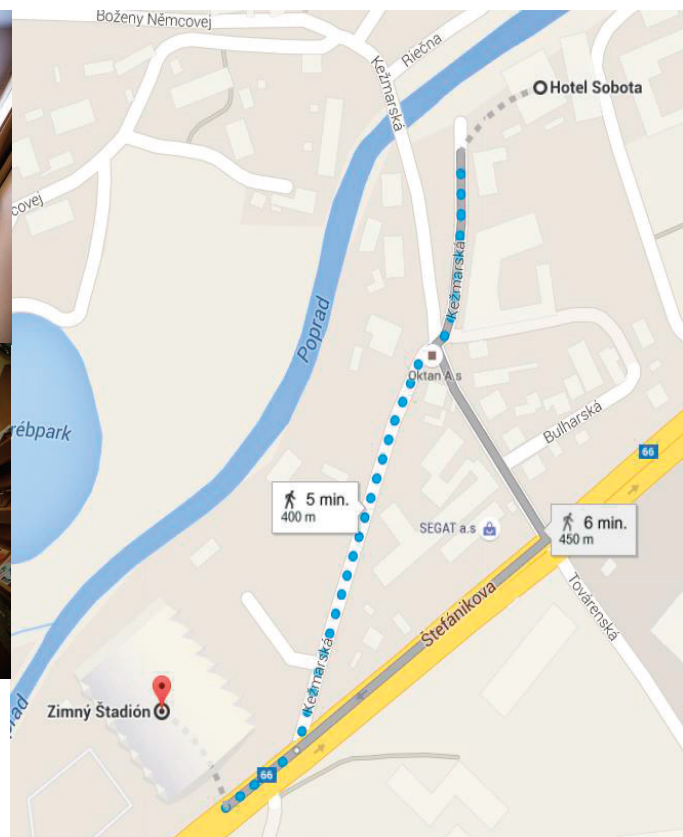 Boženy Němcovej
Kežmarská
Riečna
Hotel Sobota
covej
Kežmarská
Poprad
Oktan A.s
Bulharská
rébpark
66
5 min.
400 m
6 min.
450 m
SEGAT a.s
Štefánikova
Továrenská
Kežmarská
Zimný Štadión
prad
66